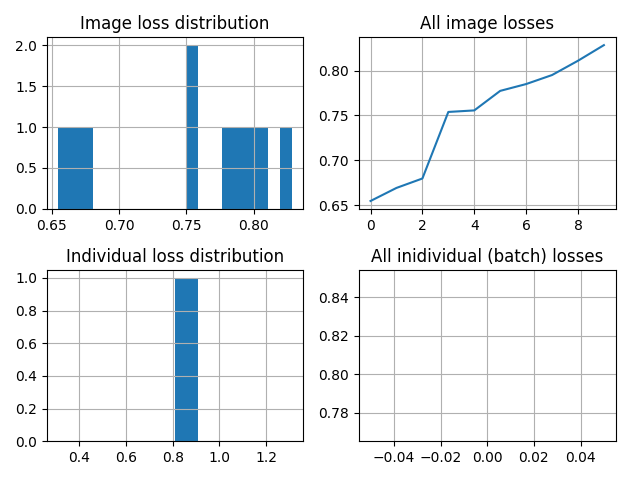 Image loss distribution
2.0
1.5
1.0
0.5
0.0
0.65 0.70 0.75 0.80
All image losses
0.80
0.75
0.70
0.65
0 2 4 6 8
Individual loss distribution
1.0
0.8
0.6
0.4
0.2
0.0
0.4 0.6 0.8 1.0 1.2
All inidividual (batch) losses
0.84
0.82
0.80
0.78
−0.04 −0.02 0.00 0.02 0.04